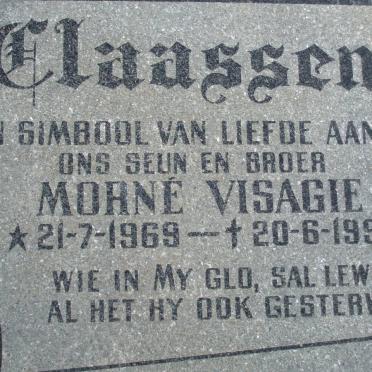 Claassen
SIMBOOL VAN LIEFDE AAN
ONS SEUN EN BROER
MORNÉ VISAGIE
★ 21-7-1969 — † 20-6-199
WIE IN MY GLO, SAL LEW
AL HET HY OOK GESTERW